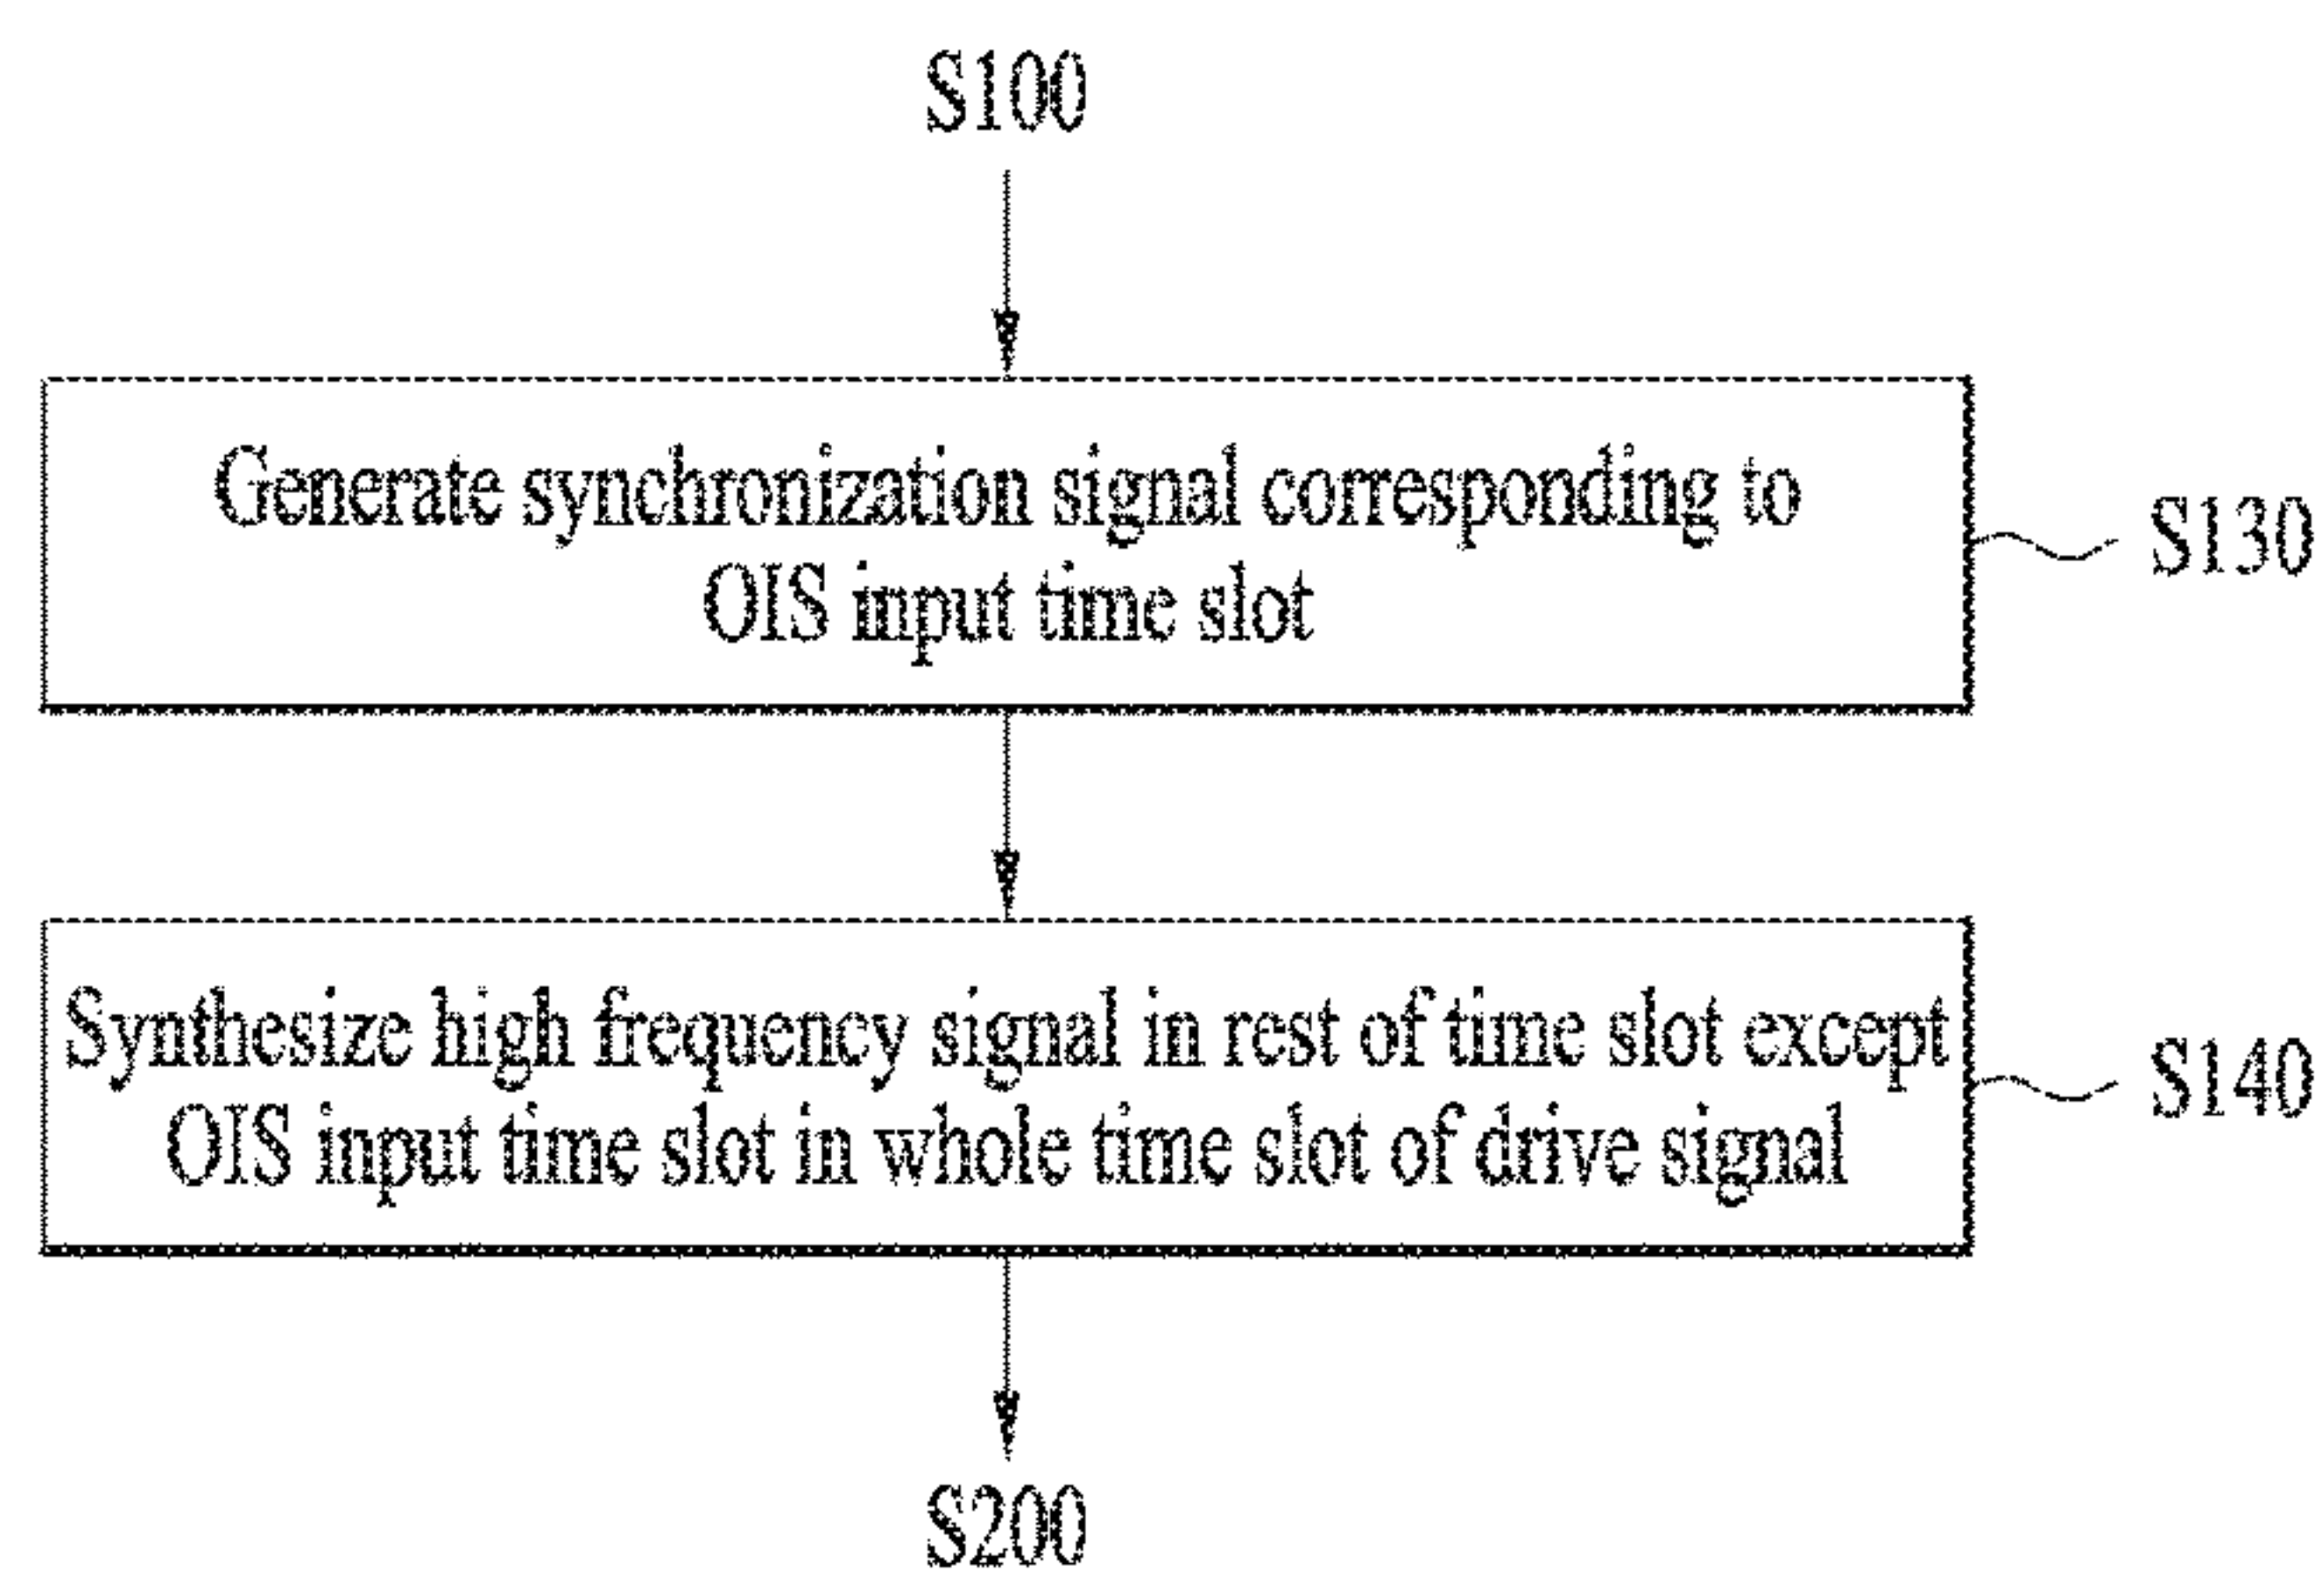 S100
Generate synchronization signal corresponding to
OIS input time slot
S130
Synthesize high frequency signal in rest of time slot except
OIS input time slot in whole time slot of drive signal
S140
S200